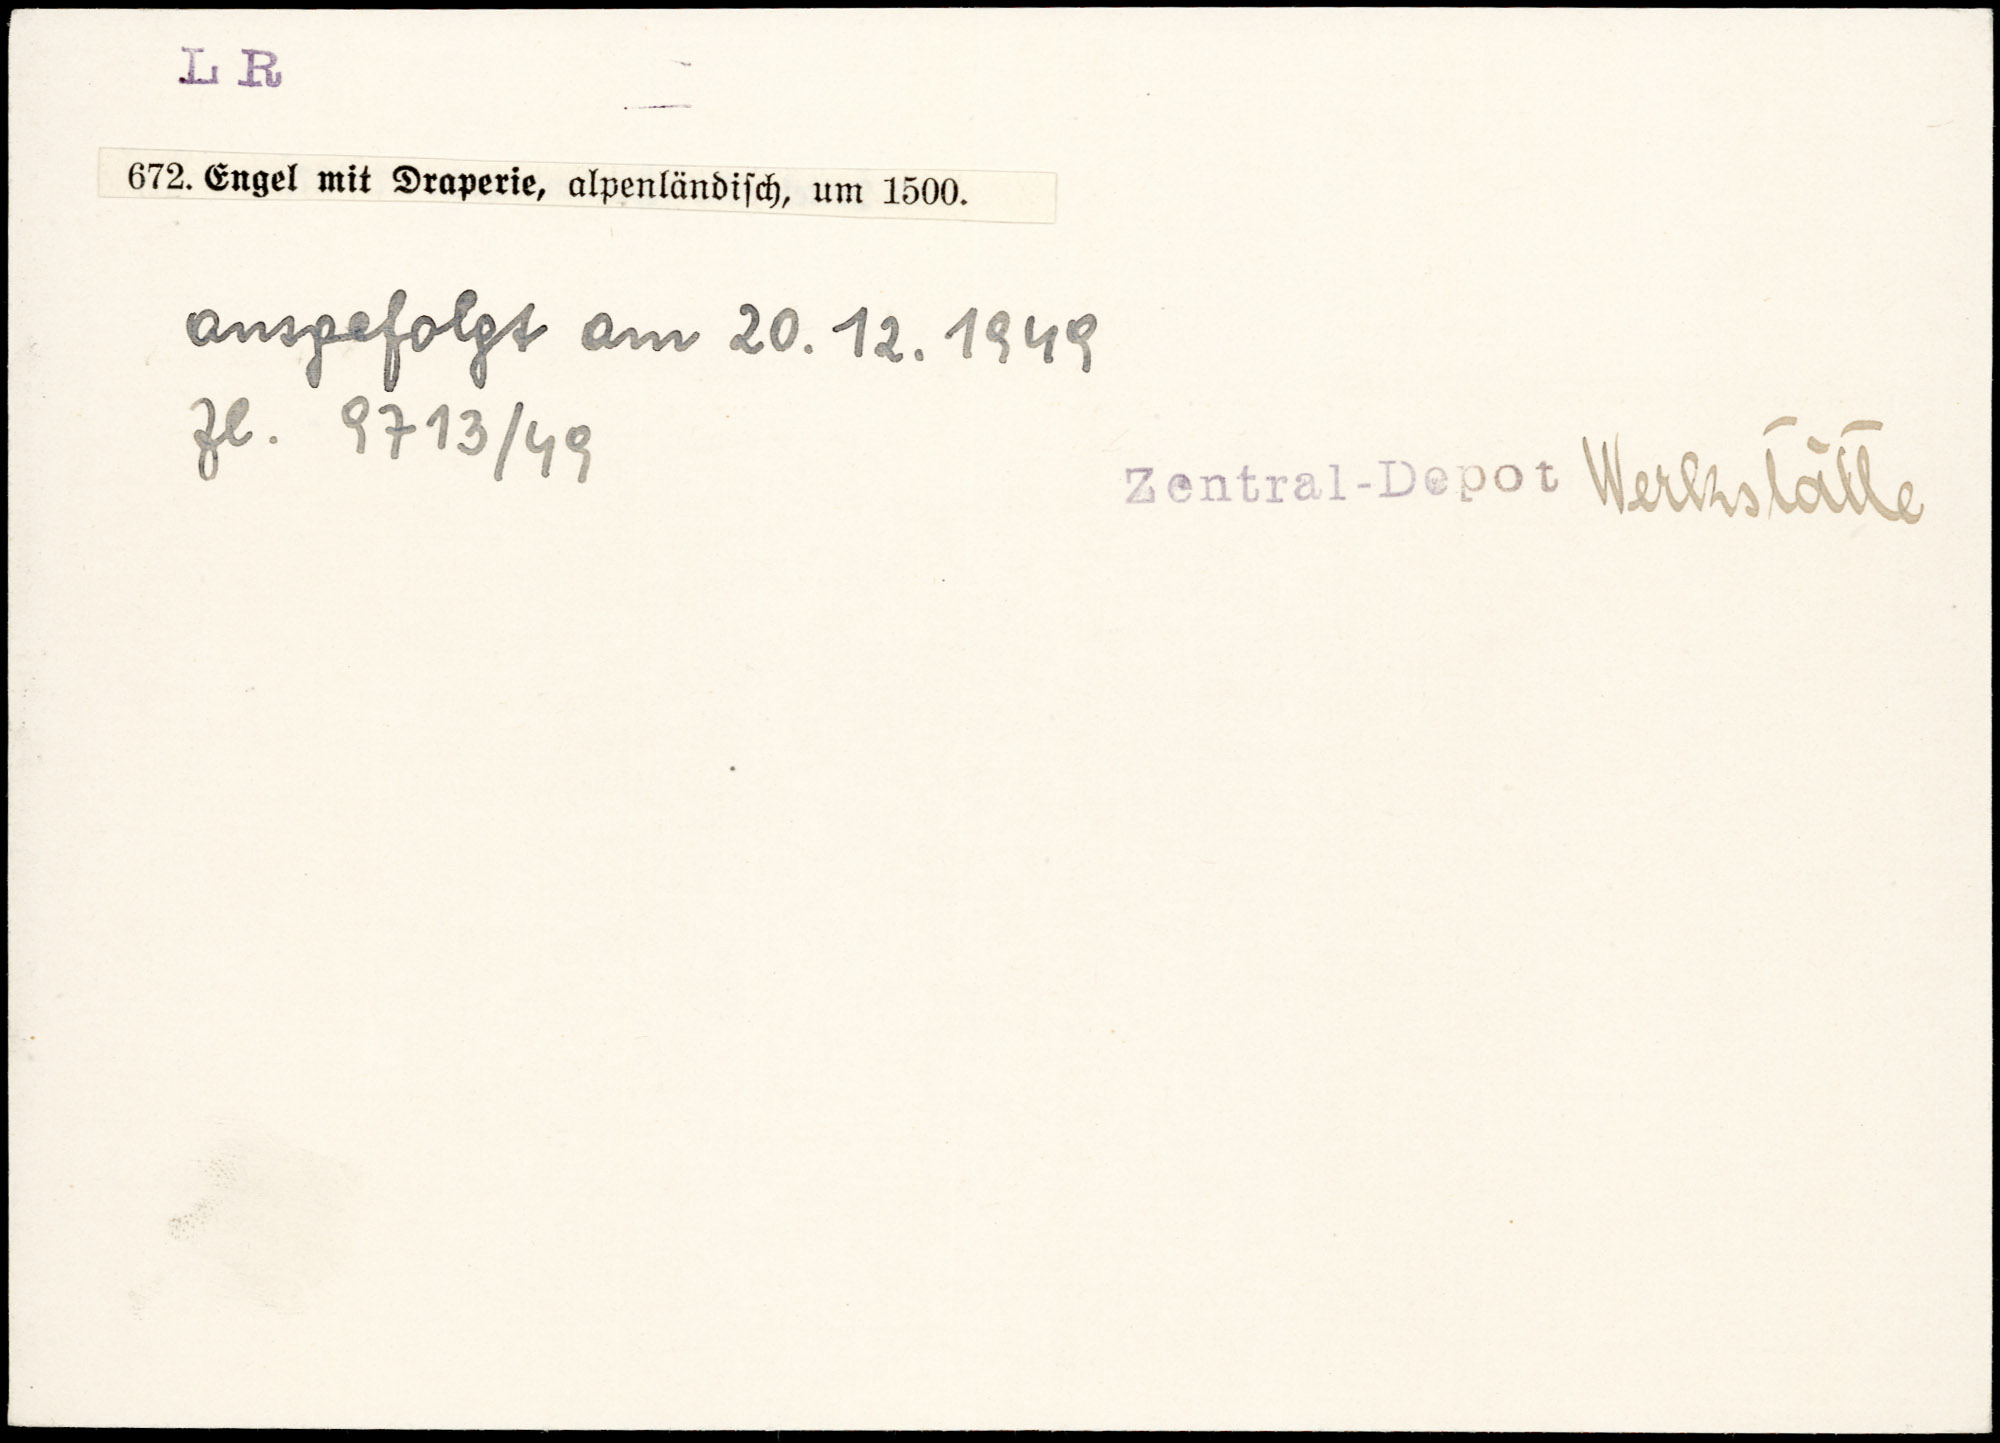 L R
672. Engel mit Draperie, alpenländiſch, um 1500.
ausgefolgt am 20. 12. 1949
Zl. 9713/49
Zentral-Depot Werkstätte